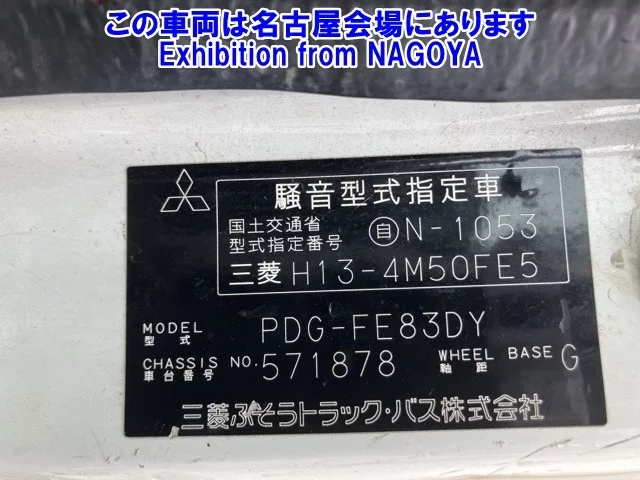 この車両は名古屋会場にあります
Exhibition from NAGOYA
騒音型式指定車
国土交通省
型式指定番号 自 N-1053
三菱 H13-4M50FE5
MODEL 型式 PDG-FE83DY
CHASSIS NO. 車台番号 571878 WHEEL BASE 軸距 G
三菱ふそうトラック・バス株式会社